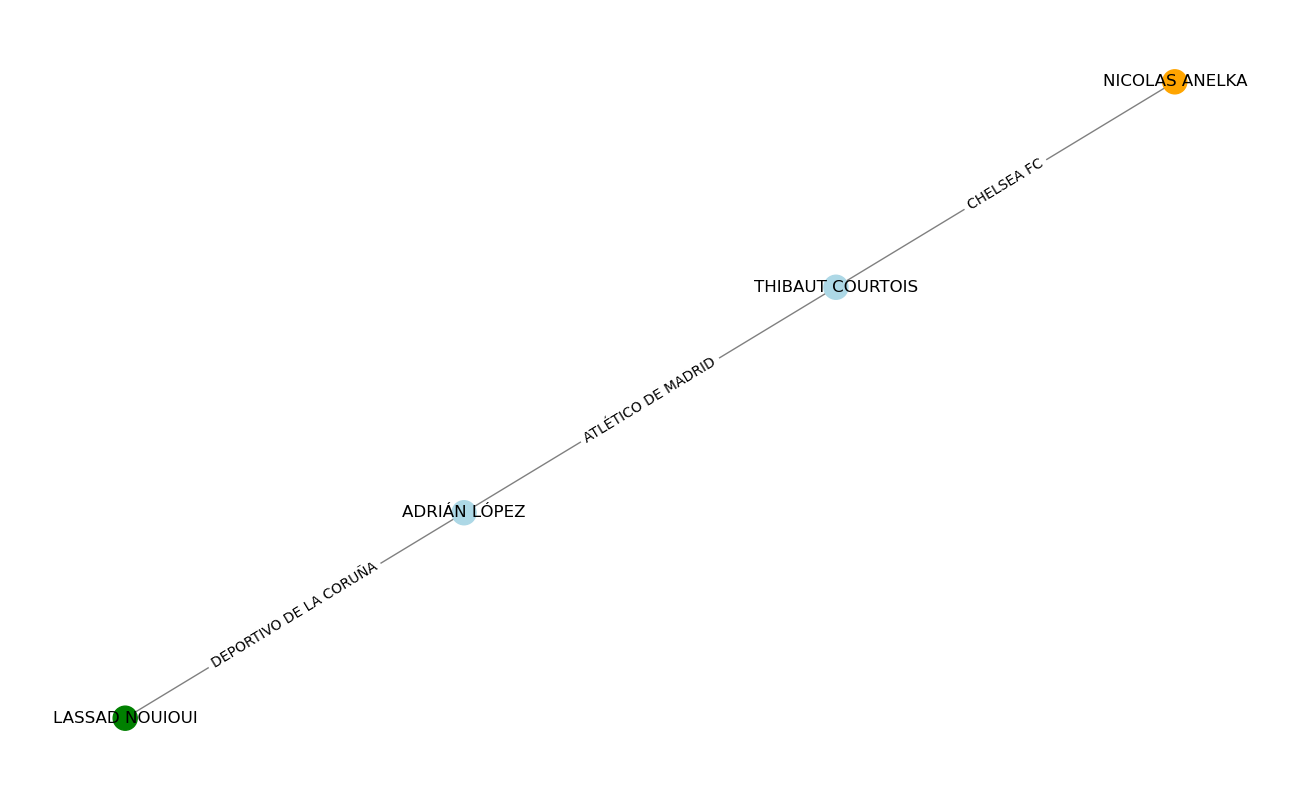 NICOLAS ANELKA
CHELSEA FC
THIBAUT COURTOIS
ATLÉTICO DE MADRID
ADRIÁN LÓPEZ
DEPORTIVO DE LA CORUÑA
LASSAD NOUIOUI